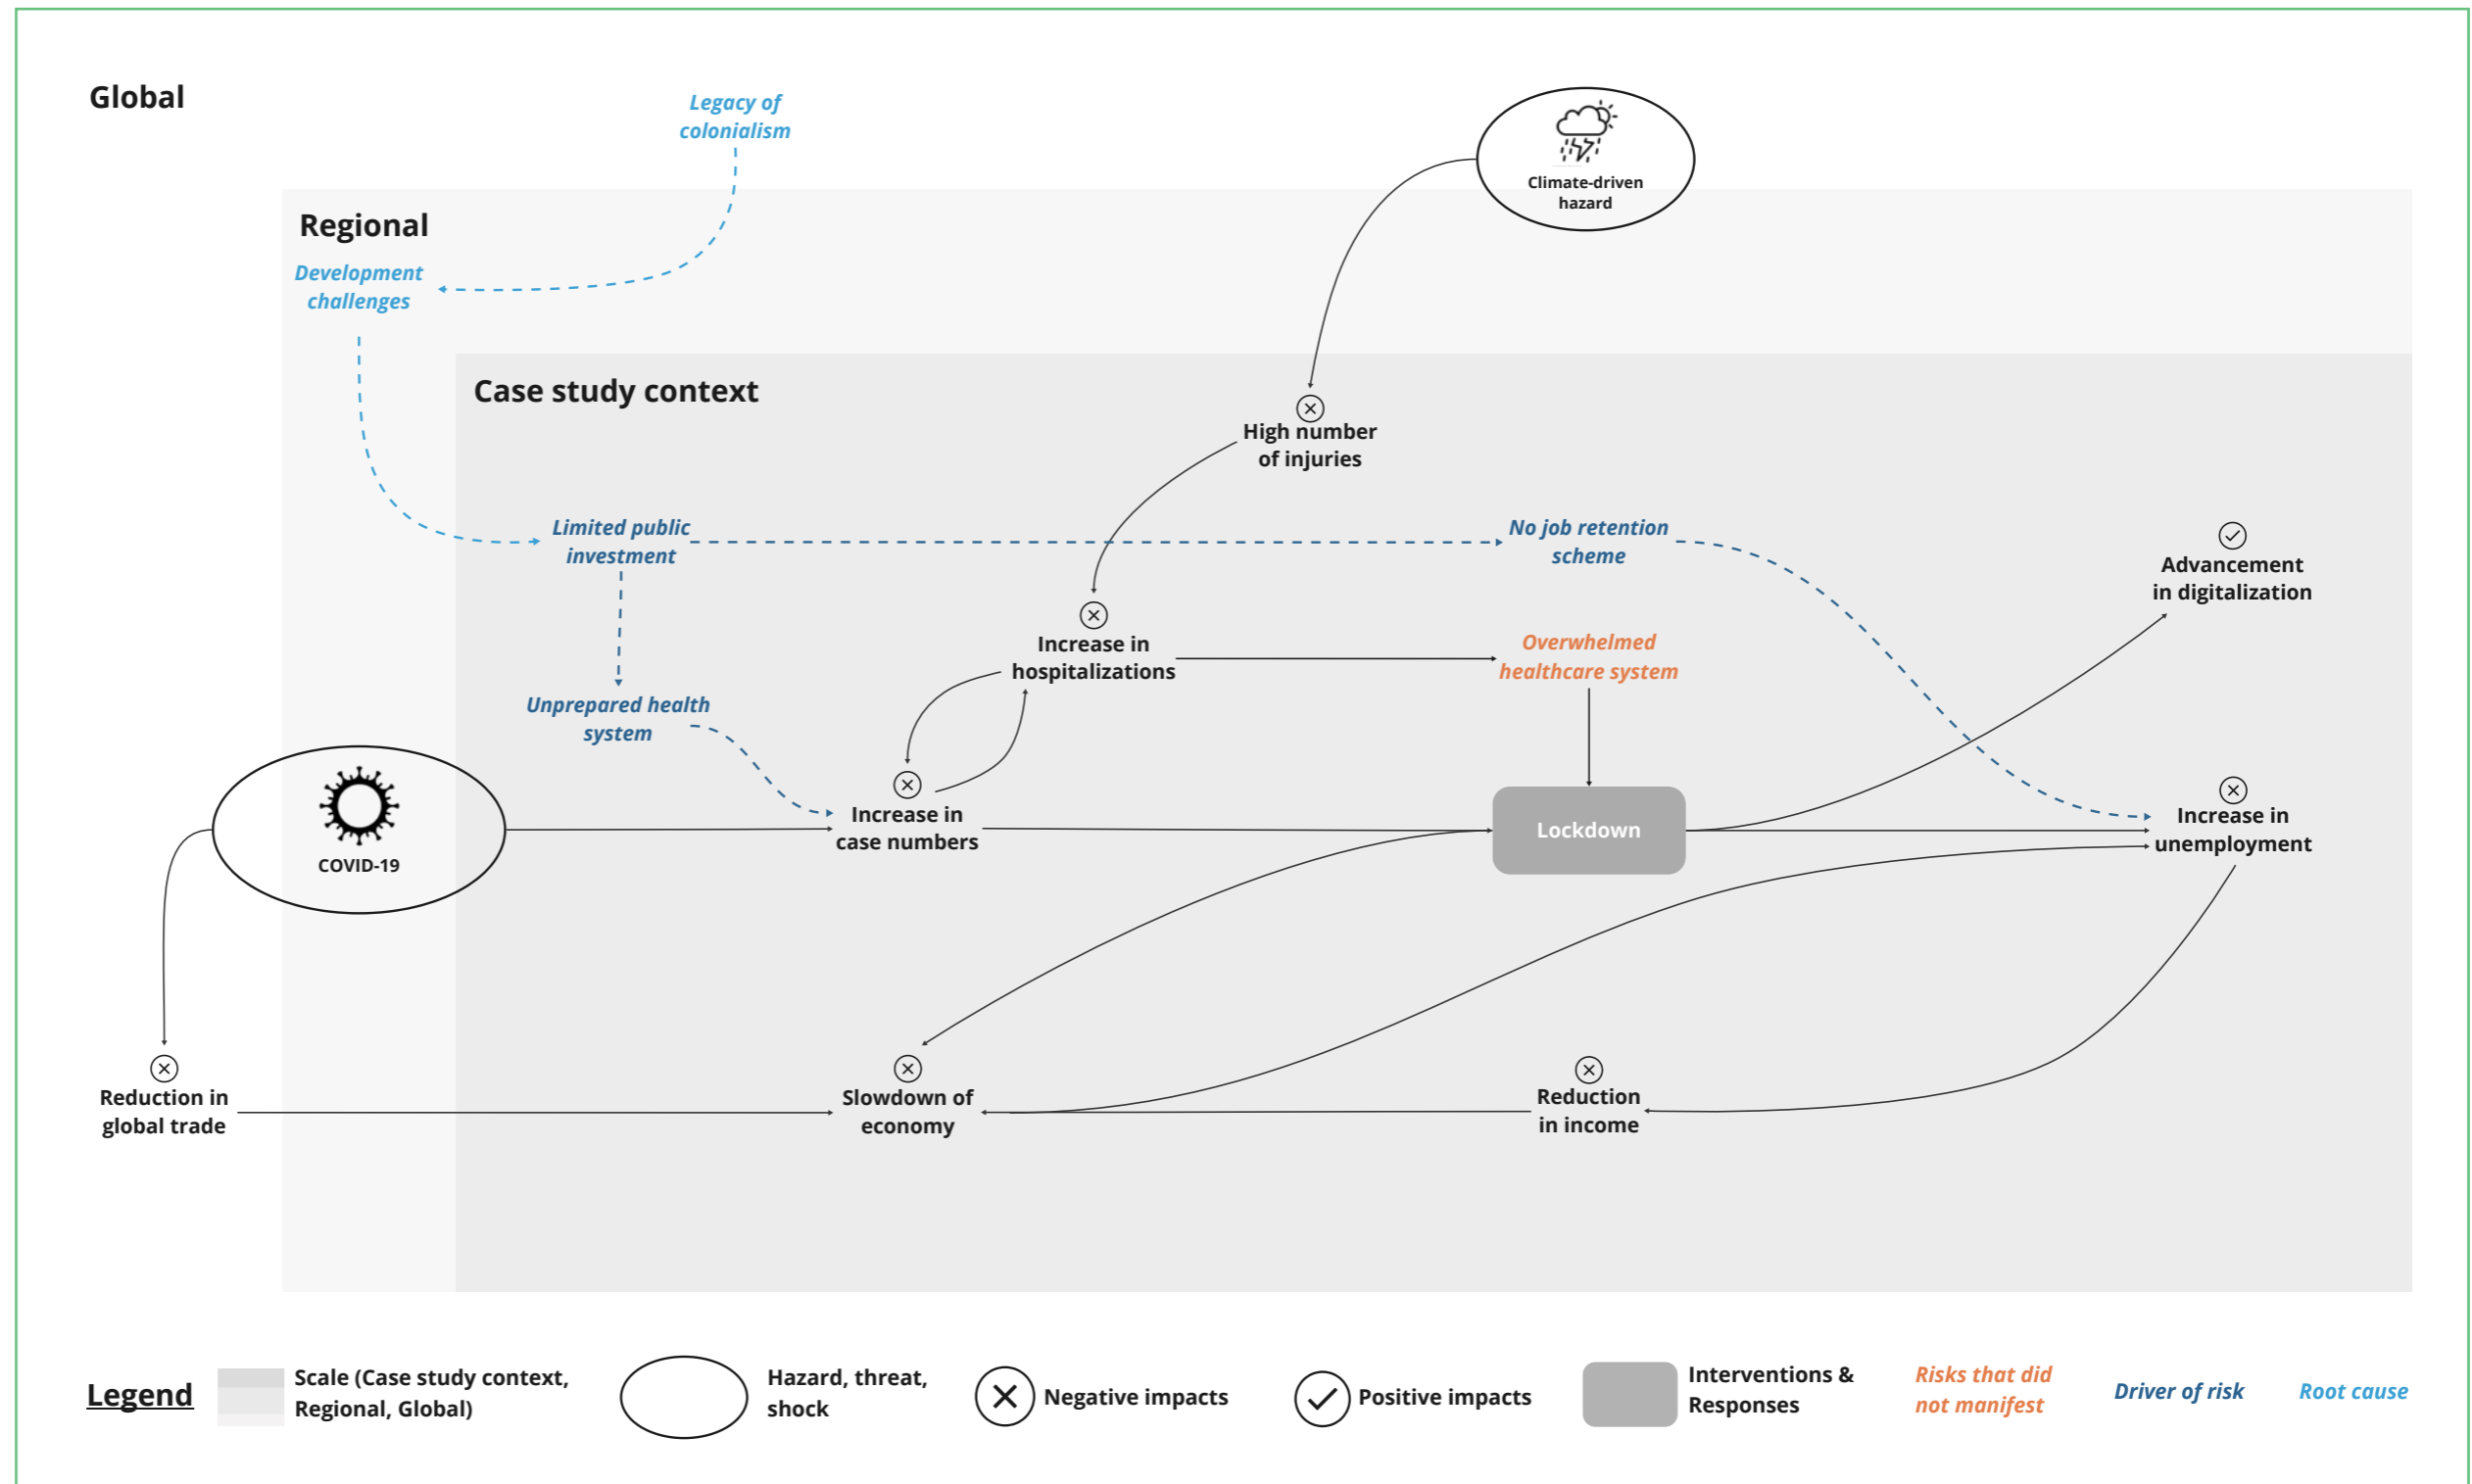 Global
Legacy of
colonialism
Climate-driven
hazard
Regional
Development
challenges
Case study context
High number
of injuries
Limited public
investment
No job retention
scheme
Advancement
in digitalization
Increase in
hospitalizations
Overwhelmed
healthcare system
Unprepared health
system
COVID-19
Increase in
case numbers
Lockdown
Increase in
unemployment
Reduction in
global trade
Slowdown of
economy
Reduction
in income
Legend
Scale (Case study context,
Regional, Global)
Hazard, threat,
shock
Negative impacts
Positive impacts
Interventions &
Responses
Risks that did
not manifest
Driver of risk
Root cause